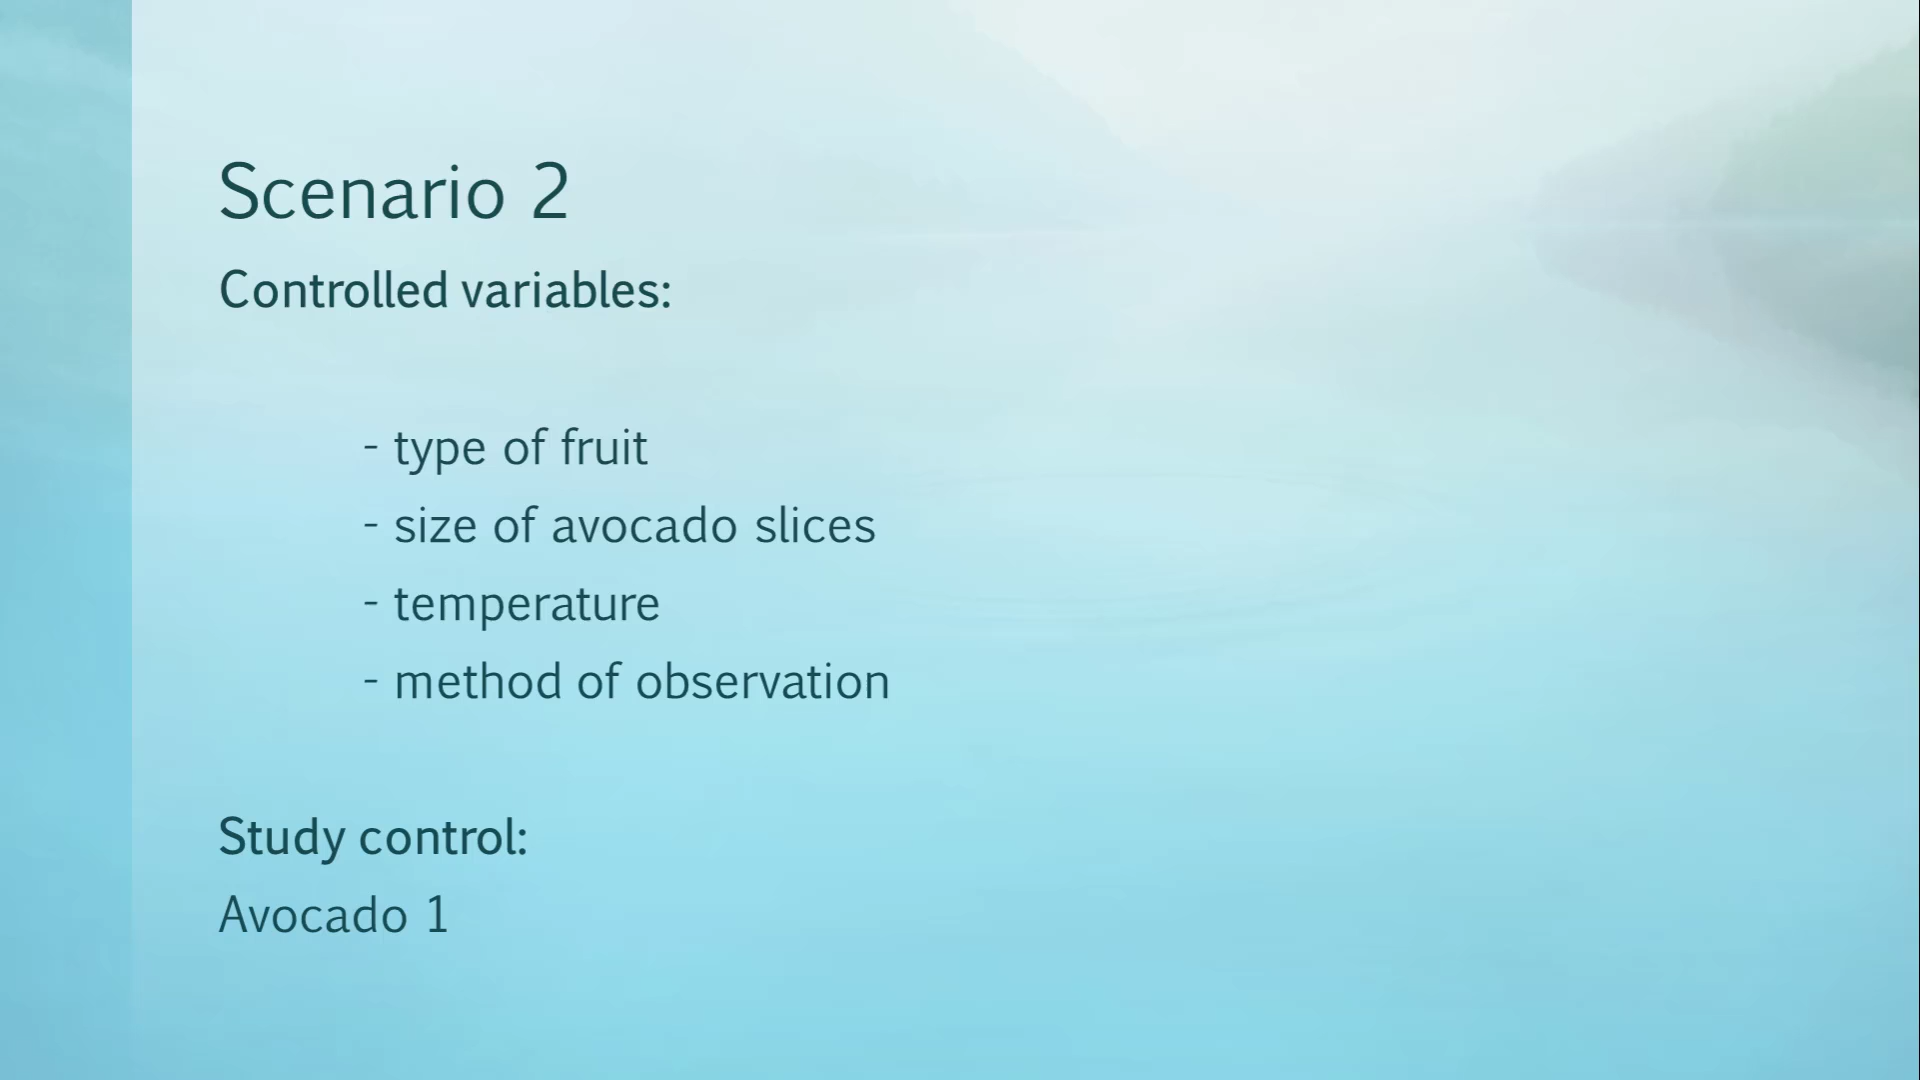 Scenario 2
Controlled variables:
- type of fruit
- size of avocado slices
- temperature
- method of observation
Study control:
Avocado 1